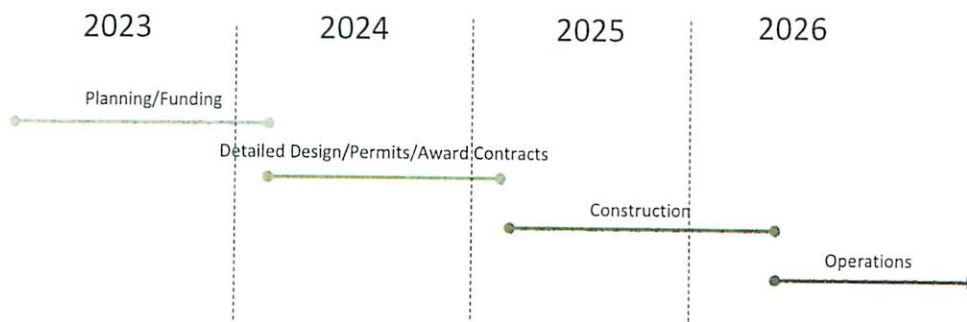 2023 2024 2025 2026
Planning/Funding
Detailed Design/Permits/Award Contracts
Construction
Operations